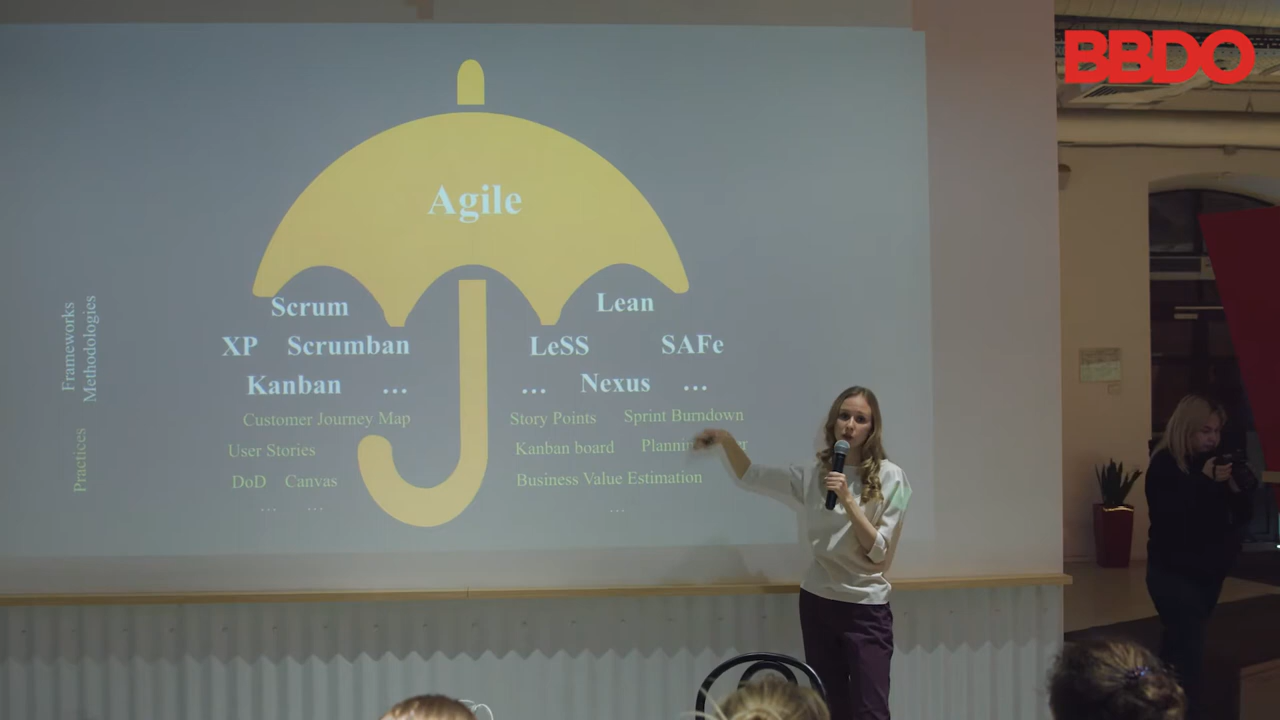 BBDO
Agile
Scrum Lean
XP Scrumban LeSS SAFe
Kanban ... ... Nexus ...
Customer Journey Map Story Points Sprint Burndown
User Stories Kanban board
DoD Canvas Business Value Estimation
... ... ...
Frameworks
Methodologies
Practices